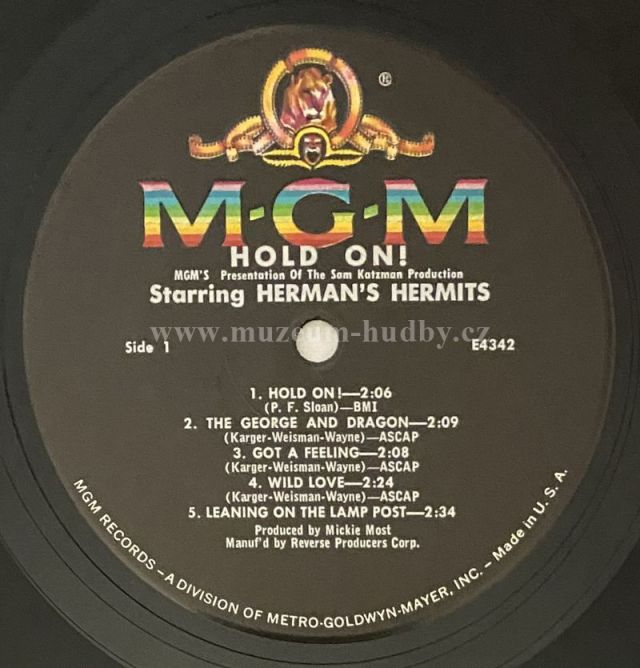 ®
M·G·M
HOLD ON!
MGM'S Presentation Of The Sam Katzman Production
Starring HERMAN'S HERMITS
www.muzeum-hudby.cz
Side 1 E4342
1. HOLD ON!—2:06
(P. F. Sloan)—BMI
2. THE GEORGE AND DRAGON—2:09
(Karger-Weisman-Wayne)—ASCAP
3. GOT A FEELING—2:08
(Karger-Weisman-Wayne)—ASCAP
4. WILD LOVE—2:24
(Karger-Weisman-Wayne)—ASCAP
5. LEANING ON THE LAMP POST—2:34
Produced by Mickie Most
Manuf'd by Reverse Producers Corp.
MGM RECORDS – A DIVISION OF METRO-GOLDWYN-MAYER, INC. – Made in U. S. A.